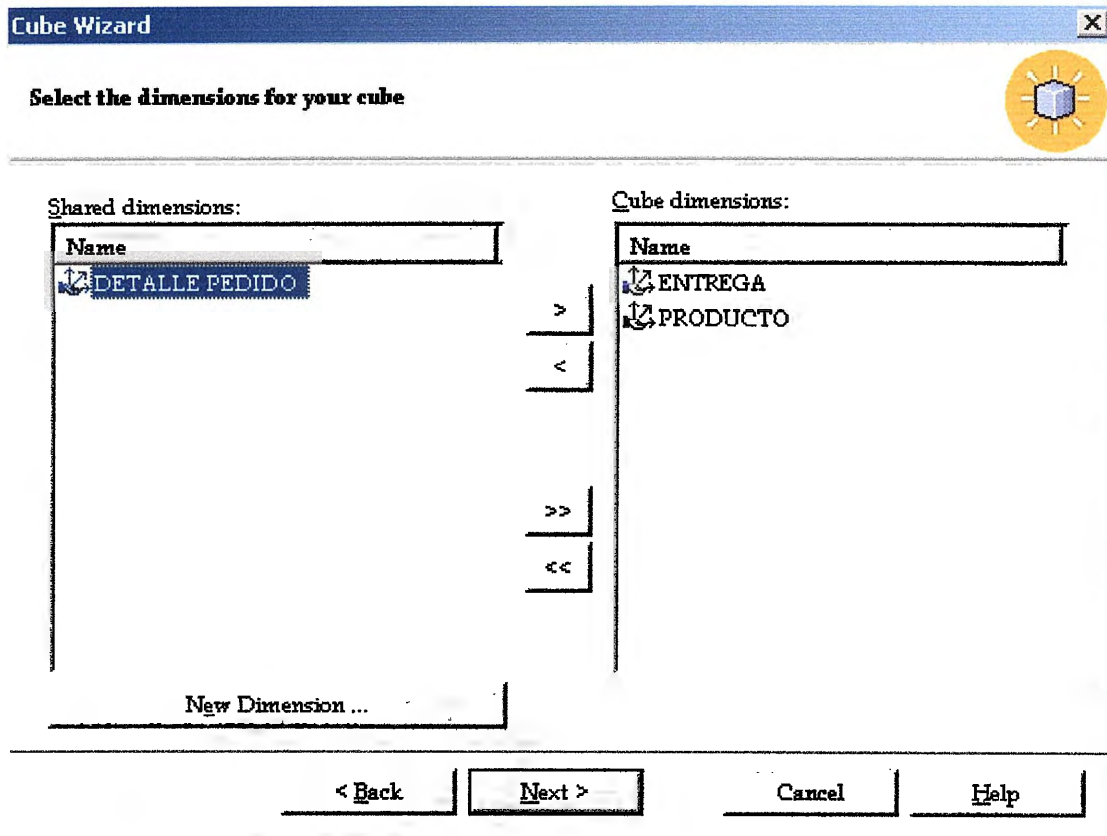 Cube Wizard
Select the dimensions for your cube
Shared dimensions:
Name
DETALLE PEDIDO
>
<
>>
<<
New Dimension ...
Cube dimensions:
Name
ENTREGA
PRODUCTO
< Back
Next >
Cancel
Help